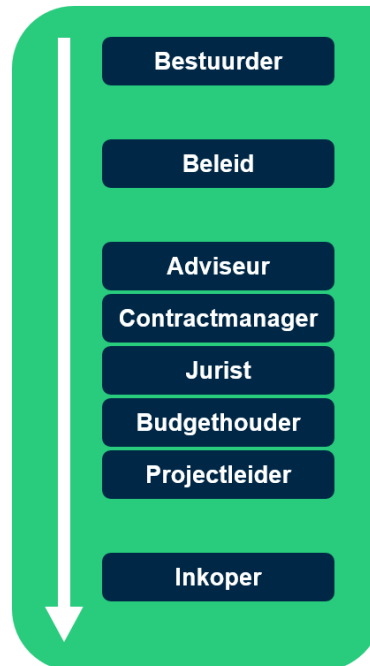 Bestuurder
Beleid
Adviseur
Contractmanager
Jurist
Budgethouder
Projectleider
Inkoper